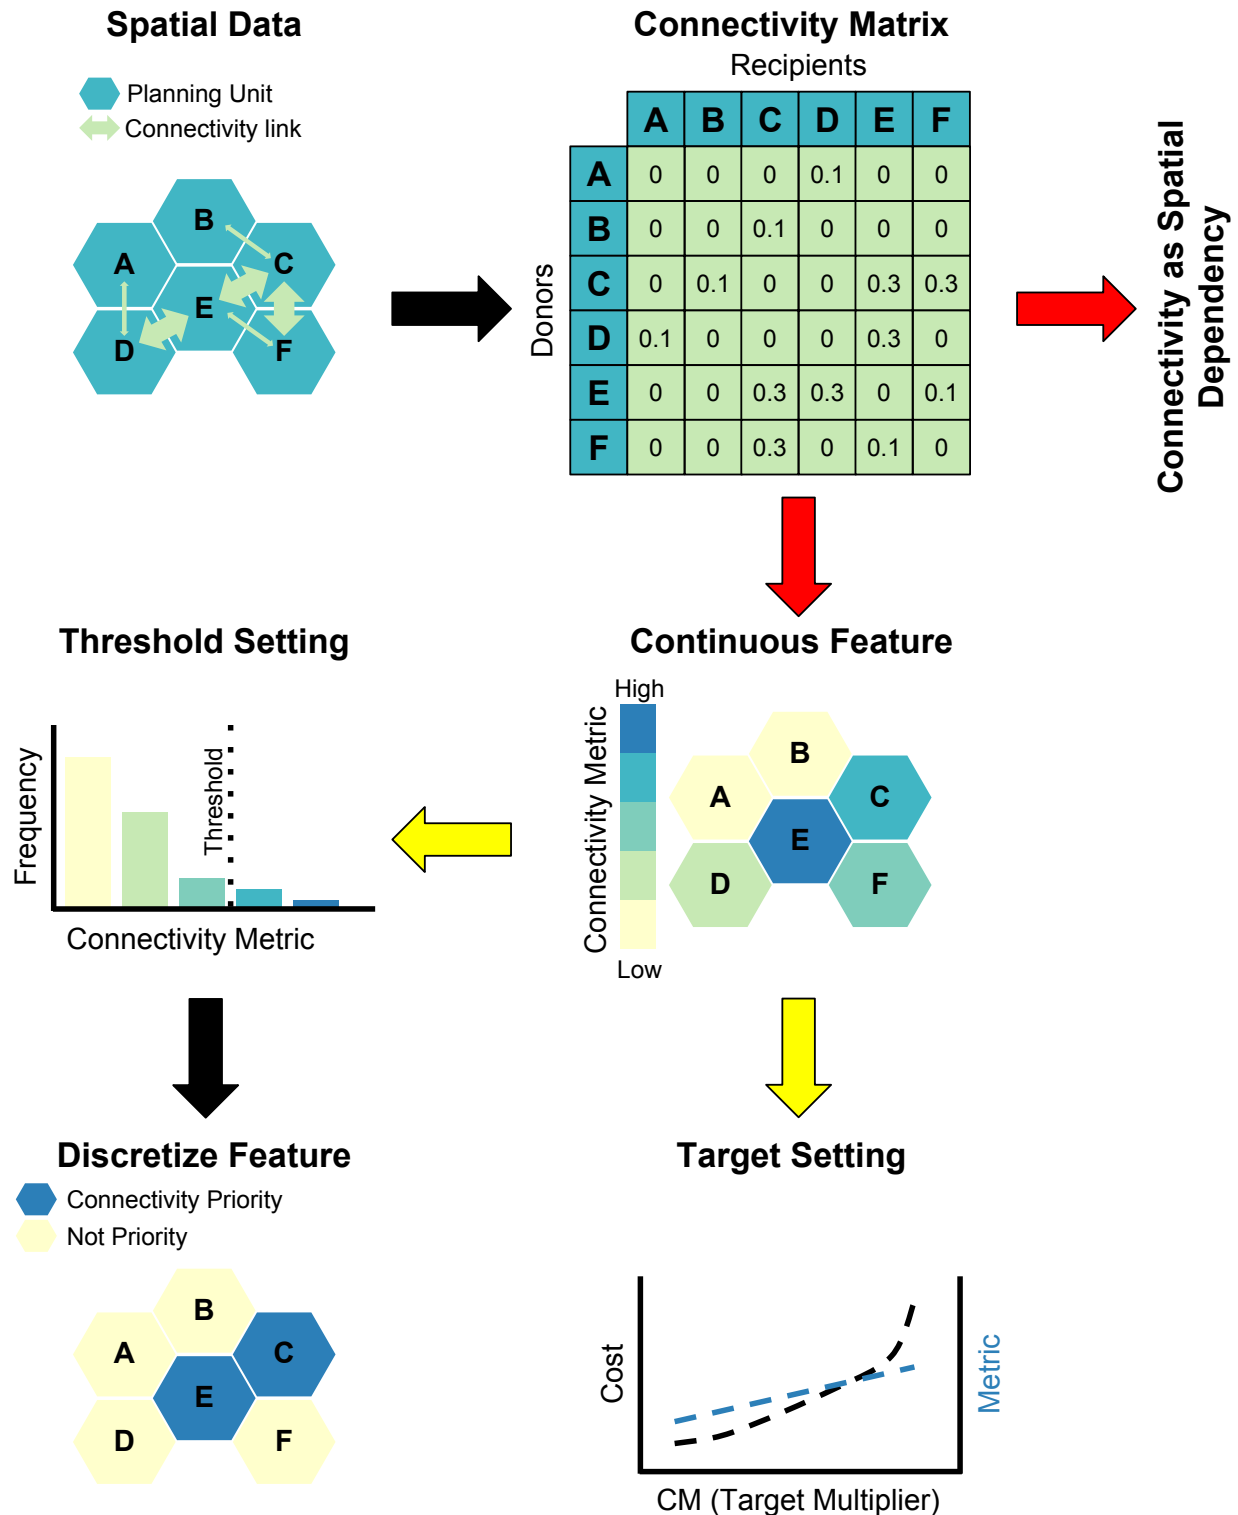 Spatial Data
Planning Unit
Connectivity link
B
A
C
E
D
F
Connectivity Matrix
Recipients
Donors
A B C D E F
A 0 0 0 0.1 0 0
B 0 0 0.1 0 0 0
C 0 0.1 0 0 0.3 0.3
D 0.1 0 0 0 0.3 0
E 0 0 0.3 0.3 0 0.1
F 0 0 0.3 0 0.1 0
Connectivity as Spatial
Dependency
Threshold Setting
Frequency
Threshold
Connectivity Metric
Continuous Feature
High
Connectivity Metric
Low
B
A
C
E
D
F
Discretize Feature
Connectivity Priority
Not Priority
B
A
C
E
D
F
Target Setting
Cost
Metric
CM (Target Multiplier)